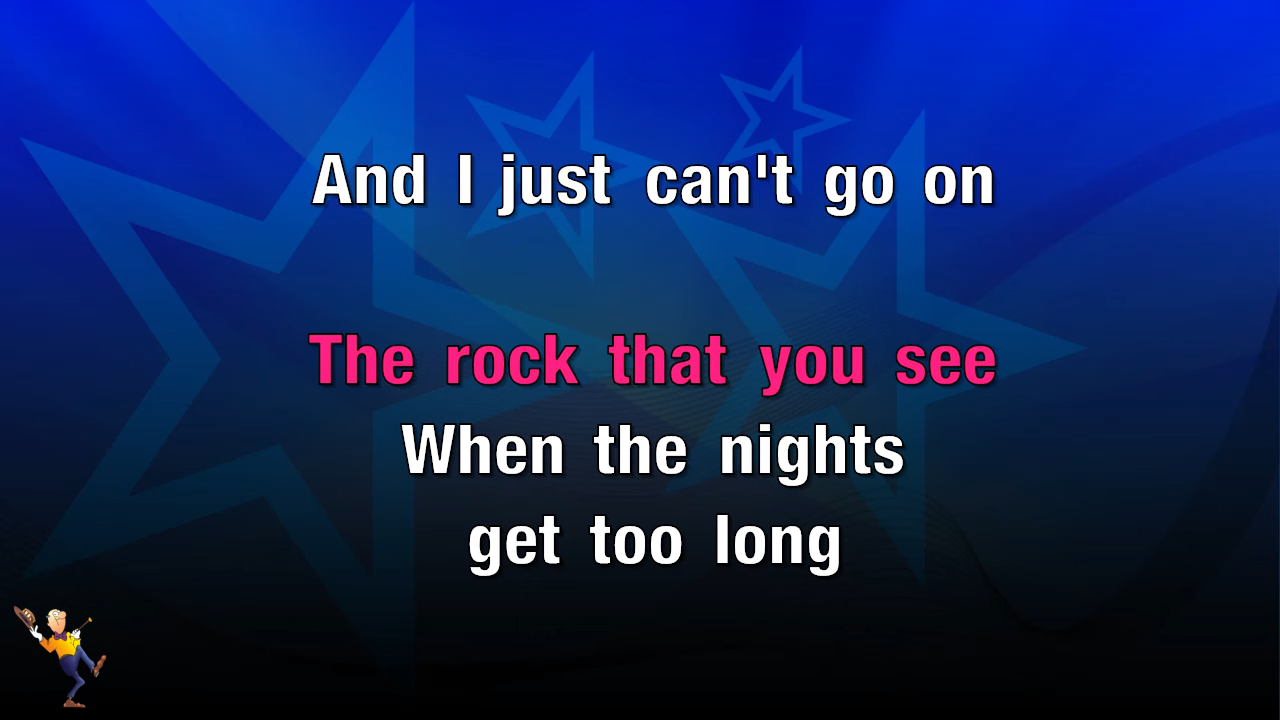 And I just can't go on
The rock that you see
When the nights
get too long